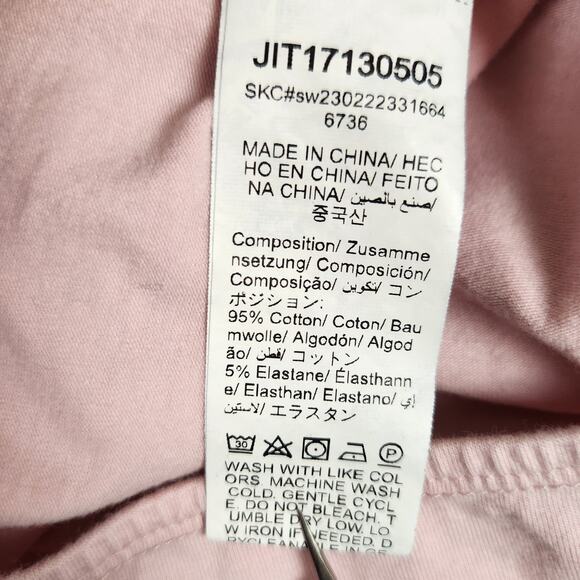 JIT17130505
SKC#sw230222331664
6736
MADE IN CHINA/ HEC
HO EN CHINA/ FEITO
NA CHINA/ صنع بالصين/
중국산
Composition/ Zusamme
nsetzung/ Composición/
Composição/ تكوين/ コン
ポジション:
95% Cotton/ Coton/ Bau
mwolle/ Algodón/ Algod
ão/ قطن/ コットン
5% Elastane/ Élasthann
e/ Elasthan/ Elastano/ إي
لاستين/ エラスタン
30 P
WASH WITH LIKE COL
ORS. MACHINE WASH
COLD. GENTLE CYCL
E. DO NOT BLEACH. T
UMBLE DRY LOW. LO
W IRON IF NEEDED. D
RYCLEANABLE IN GE